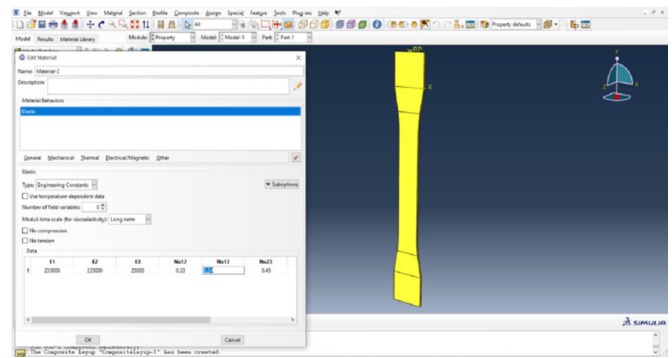 File Model Viewport View Material Section Profile Composite Assign Special Feature Tools Plug-ins Help
All
Property defaults
Model Results Material Library Module: Property Model: Model-1 Part: Part-1
Edit Material
Name: Material-2
Description:
Material Behaviors
Elastic
General Mechanical Thermal Electrical/Magnetic Other
Elastic
Type: Engineering Constants Suboptions
Use temperature-dependent data
Number of field variables: 0
Moduli time scale (for viscoelasticity): Long-term
No compression
No tension
Data
E1 E2 E3 Nu12 Nu13 Nu23
1 233000 23000 0.22 0.45
OK Cancel
SIMULIA
The Composite Layup "CompositeLayup-1" has been created.